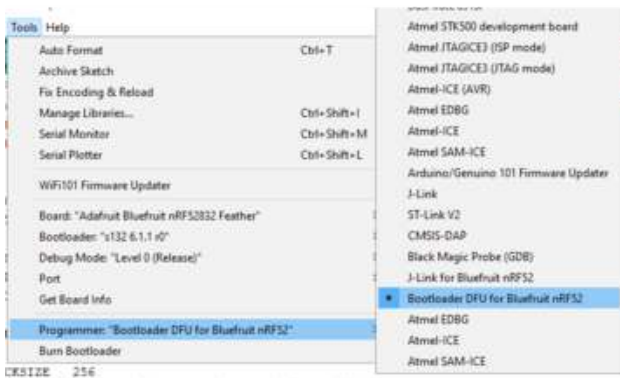 Tools Help
Auto Format Ctrl+T
Archive Sketch
Fix Encoding & Reload
Manage Libraries... Ctrl+Shift+I
Serial Monitor Ctrl+Shift+M
Serial Plotter Ctrl+Shift+L
WiFi101 Firmware Updater
Board: "Adafruit Bluefruit nRF52832 Feather"
Bootloader: "s132 6.1.1 r0"
Debug Mode: "Level 0 (Release)"
Port
Get Board Info
Programmer: "Bootloader DFU for Bluefruit nRF52"
Burn Bootloader
CKSIZE 256
Atmel STK500 development board
Atmel JTAGICE3 (ISP mode)
Atmel JTAGICE3 (JTAG mode)
Atmel-ICE (AVR)
Atmel EDBG
Atmel-ICE
Atmel SAM-ICE
Arduino/Genuino 101 Firmware Updater
J-Link
ST-Link V2
CMSIS-DAP
Black Magic Probe (GDB)
J-Link for Bluefruit nRF52
Bootloader DFU for Bluefruit nRF52
Atmel EDBG
Atmel-ICE
Atmel SAM-ICE